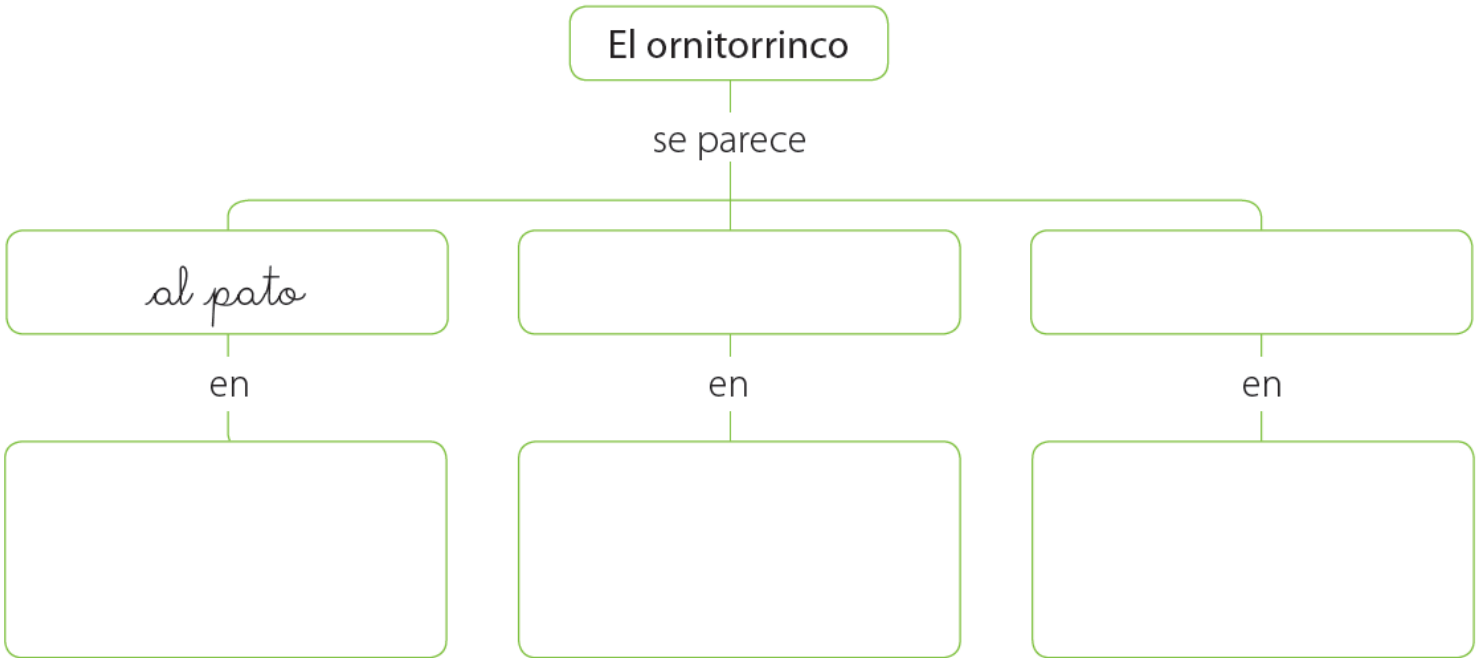 El ornitorrinco
se parece
al pato
en
en
en